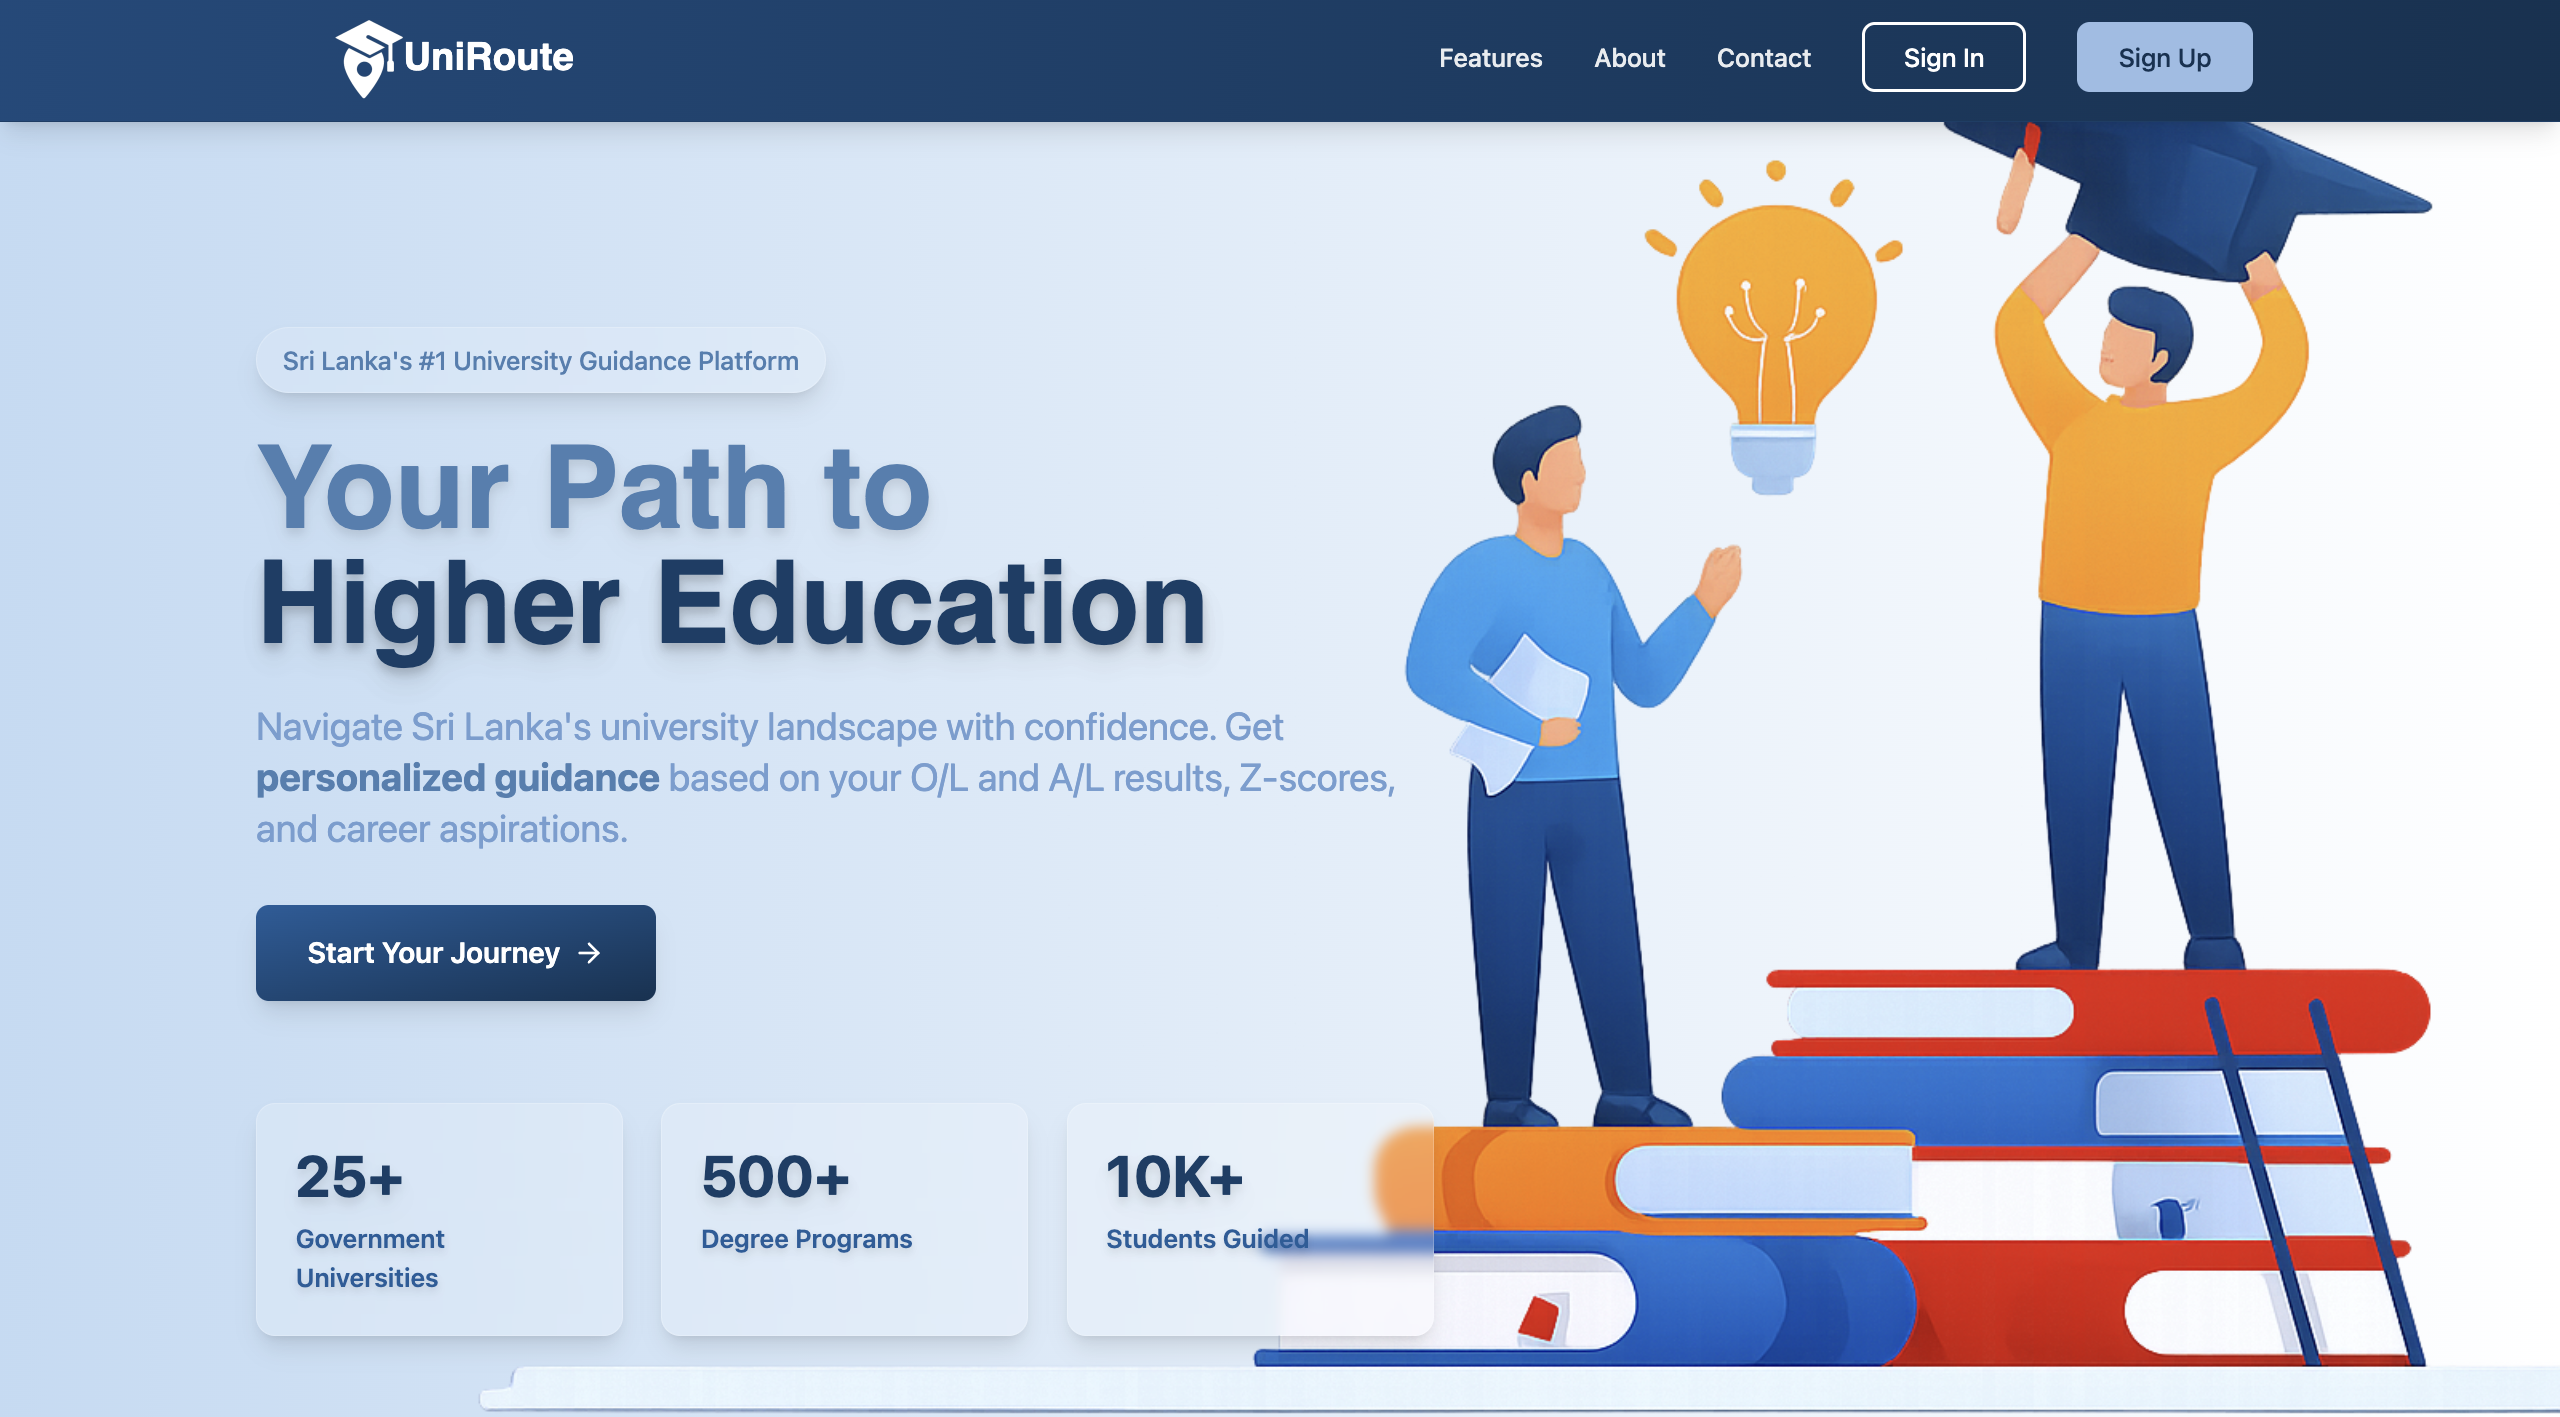 UniRoute
Features
About
Contact
Sign In
Sign Up
Sri Lanka's #1 University Guidance Platform
Your Path to
Higher Education
Navigate Sri Lanka's university landscape with confidence. Get
personalized guidance based on your O/L and A/L results, Z-scores,
and career aspirations.
Start Your Journey →
25+
Government
Universities
500+
Degree Programs
10K+
Students Guided